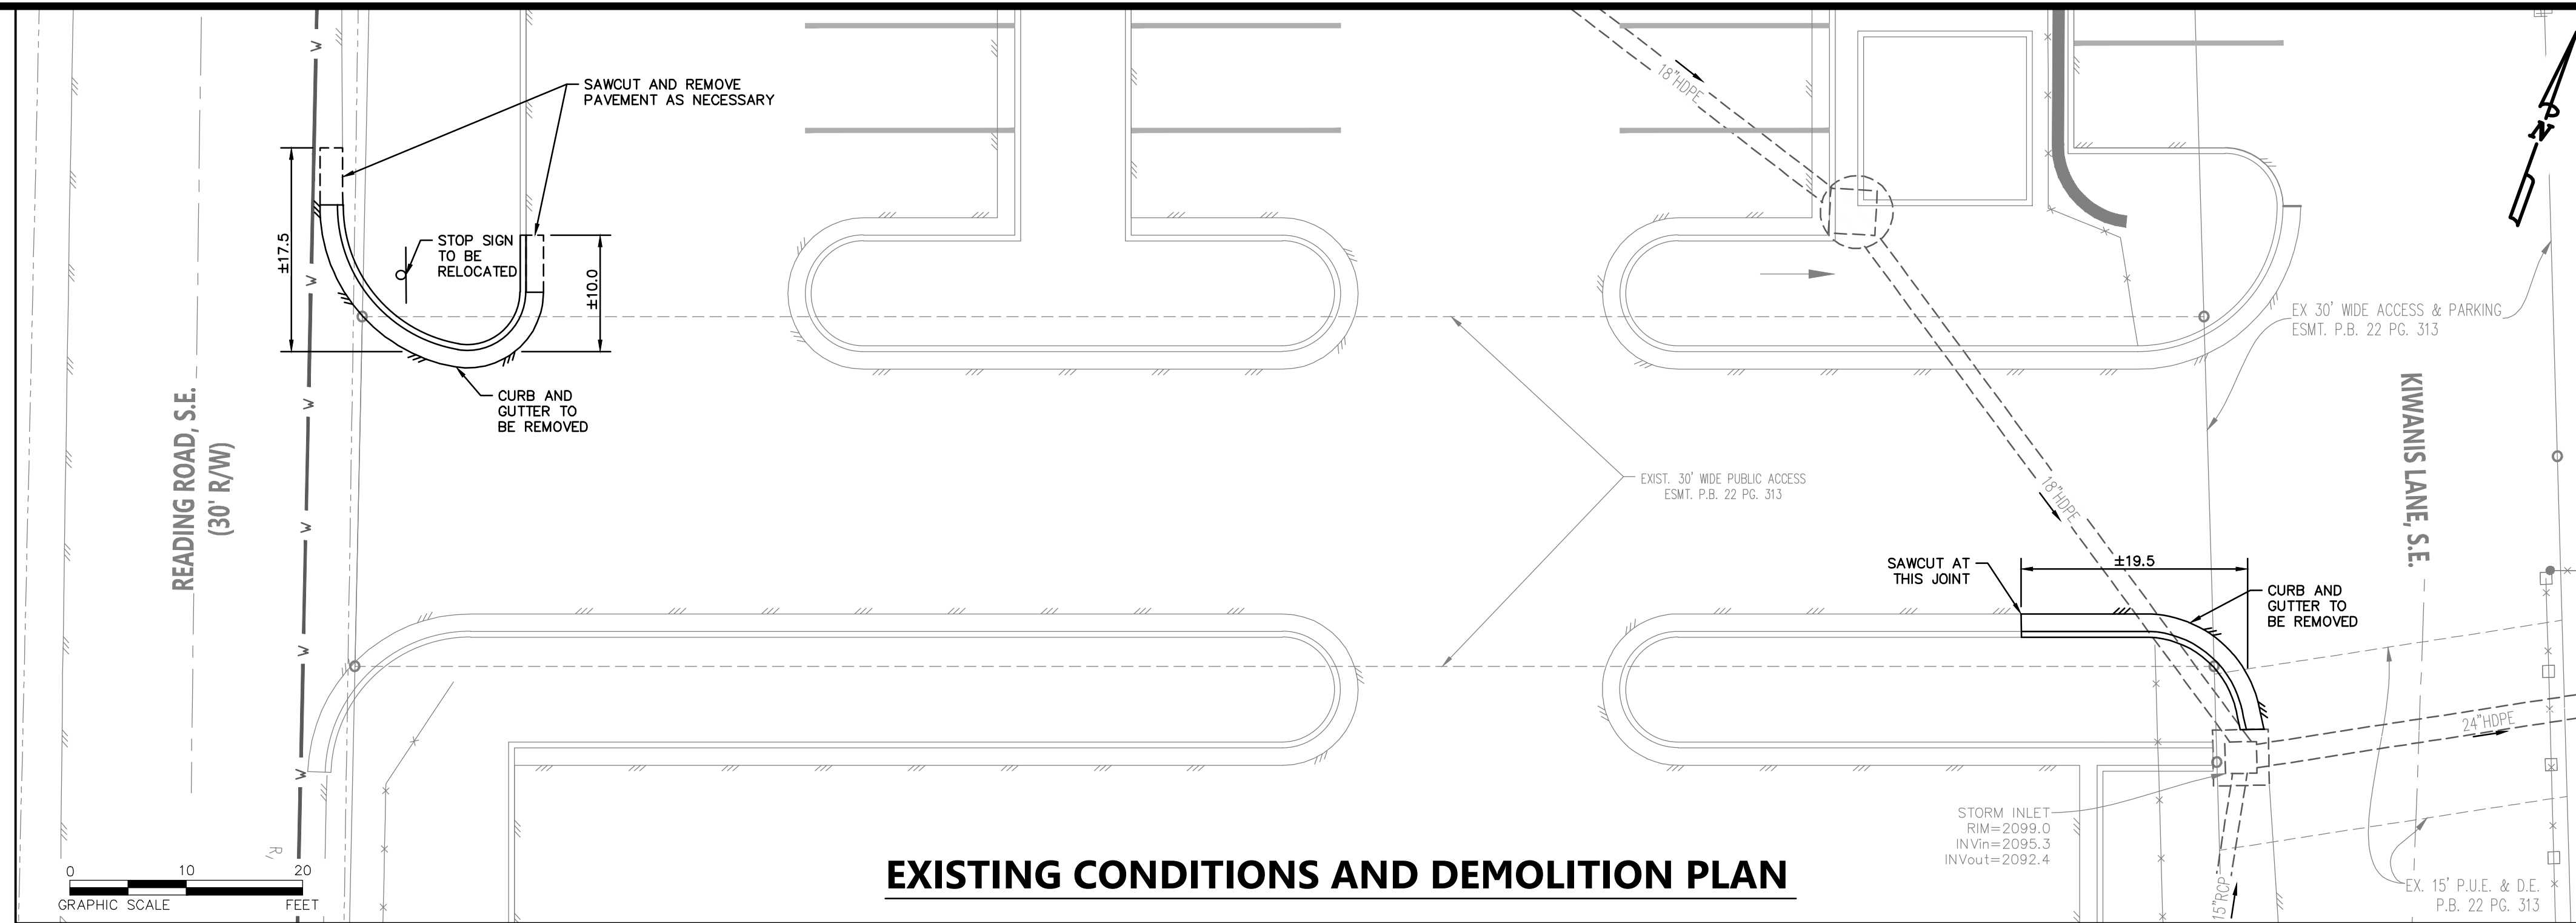 18"HDPE
SAWCUT AND REMOVE
PAVEMENT AS NECESSARY
N
±17.5
STOP SIGN
TO BE
RELOCATED
±10.0
EX 30' WIDE ACCESS & PARKING
ESMT. P.B. 22 PG. 313
CURB AND
GUTTER TO
BE REMOVED
READING ROAD, S.E.
(30' R/W)
KIWANIS LANE, S.E.
EXIST. 30' WIDE PUBLIC ACCESS
ESMT. P.B. 22 PG. 313
18"HDPE
SAWCUT AT
THIS JOINT
±19.5
CURB AND
GUTTER TO
BE REMOVED
24"HDPE
STORM INLET
RIM=2099.0
INVin=2095.3
INVout=2092.4
15"RCP
EX. 15' P.U.E. & D.E.
P.B. 22 PG. 313
W
W
W
W
W
W
W
0 10 20
GRAPHIC SCALE FEET
EXISTING CONDITIONS AND DEMOLITION PLAN